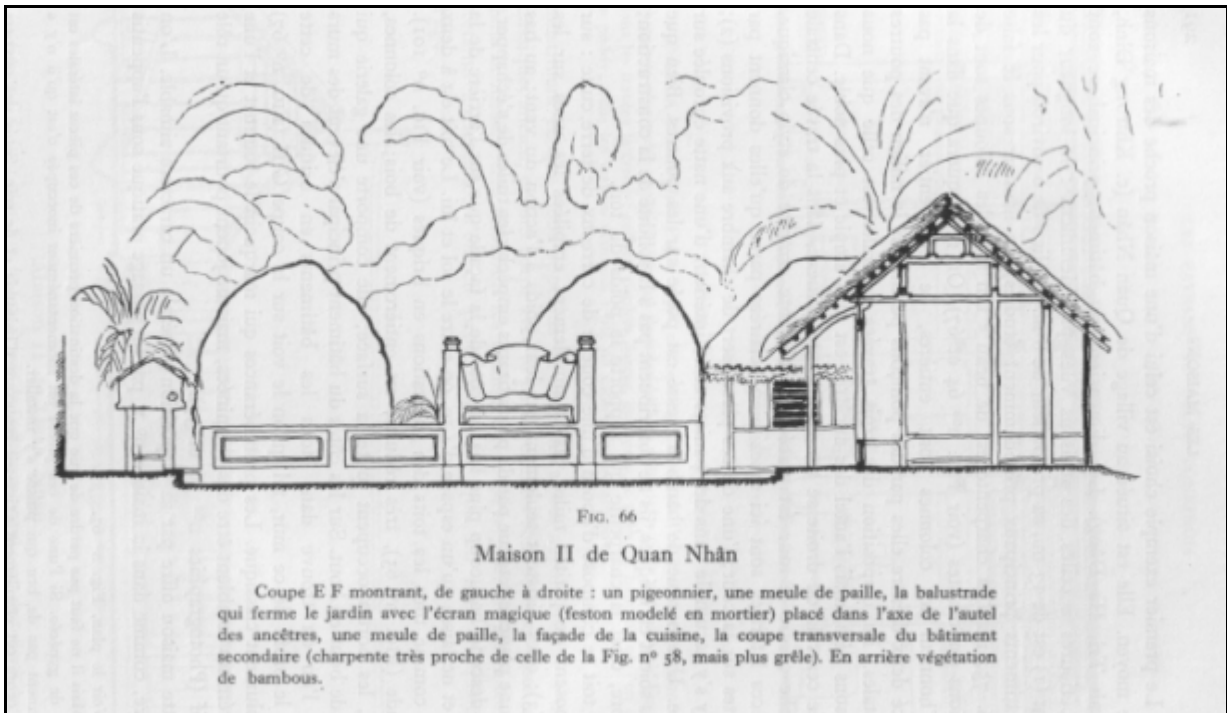 FIG. 66
Maison II de Quan Nhân
Coupe E F montrant, de gauche à droite : un pigeonnier, une meule de paille, la balustrade
qui ferme le jardin avec l'écran magique (feston modelé en mortier) placé dans l'axe de l'autel
des ancêtres, une meule de paille, la façade de la cuisine, la coupe transversale du bâtiment
secondaire (charpente très proche de celle de la Fig. nº 58, mais plus grêle). En arrière végétation
de bambous.